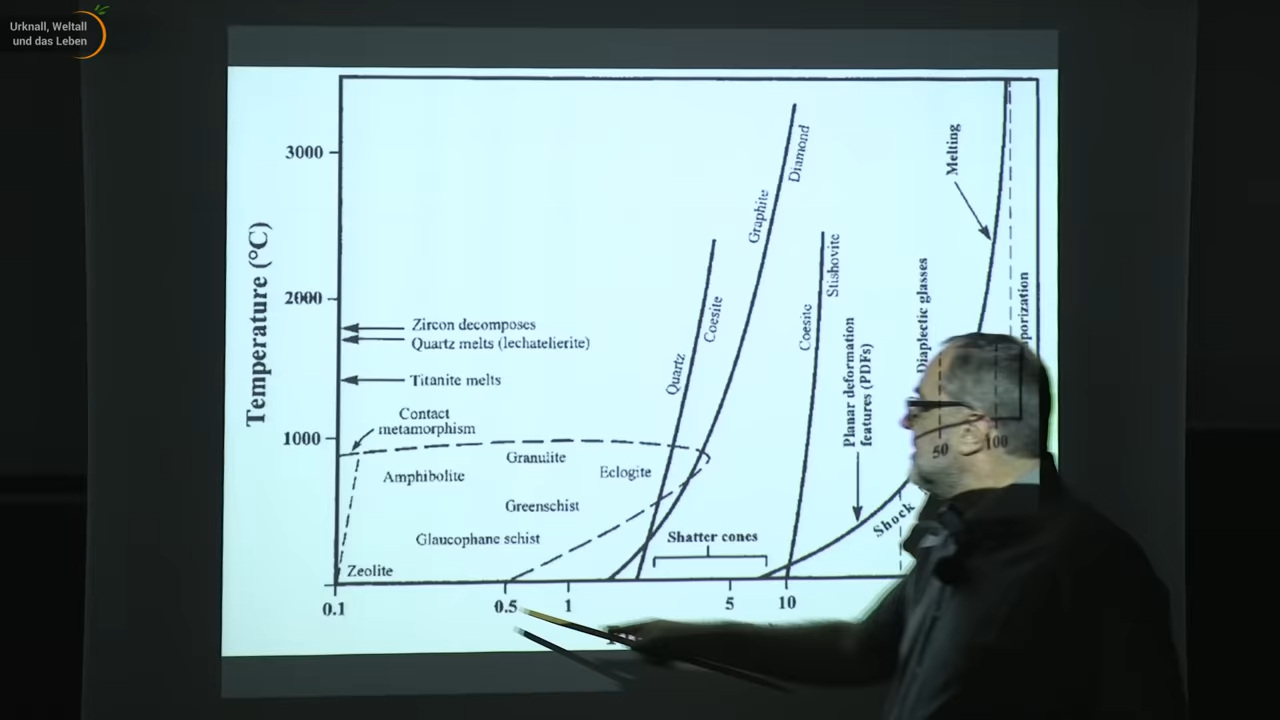 Urknall, Weltall
und das Leben
Temperature (°C)
3000
2000
1000
Zircon decomposes
Quartz melts (lechatelierite)
Titanite melts
Contact
metamorphism
Granulite
Amphibolite
Eclogite
Greenschist
Glaucophane schist
Zeolite
Quartz
Coesite
Graphite
Diamond
Coesite
Stishovite
Shatter cones
Planar deformation
features (PDFs)
Diaplectic glasses
Melting
Shock
0.1
0.5
1
5
10
50
100